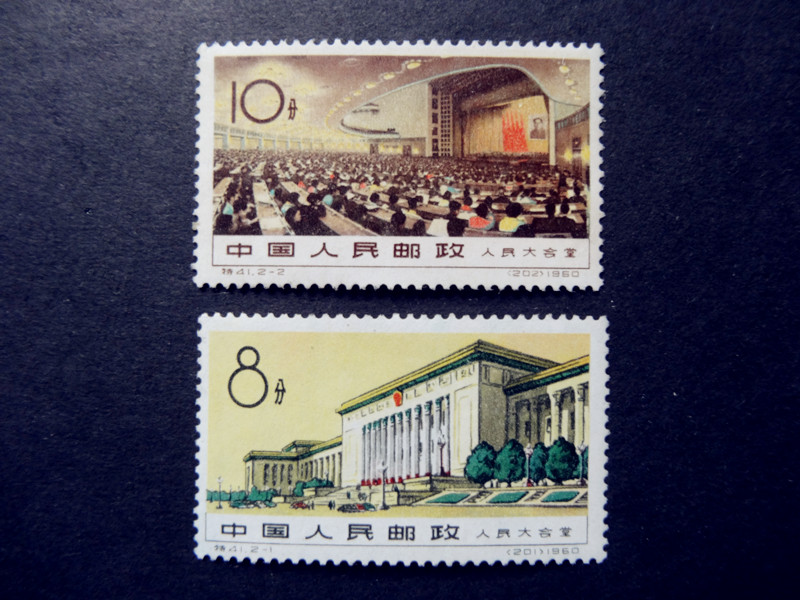 10分
中国人民邮政 人民大会堂
特41.2-2 (202)1960
8分
中国人民邮政 人民大会堂
特41.2-1 (201)1960